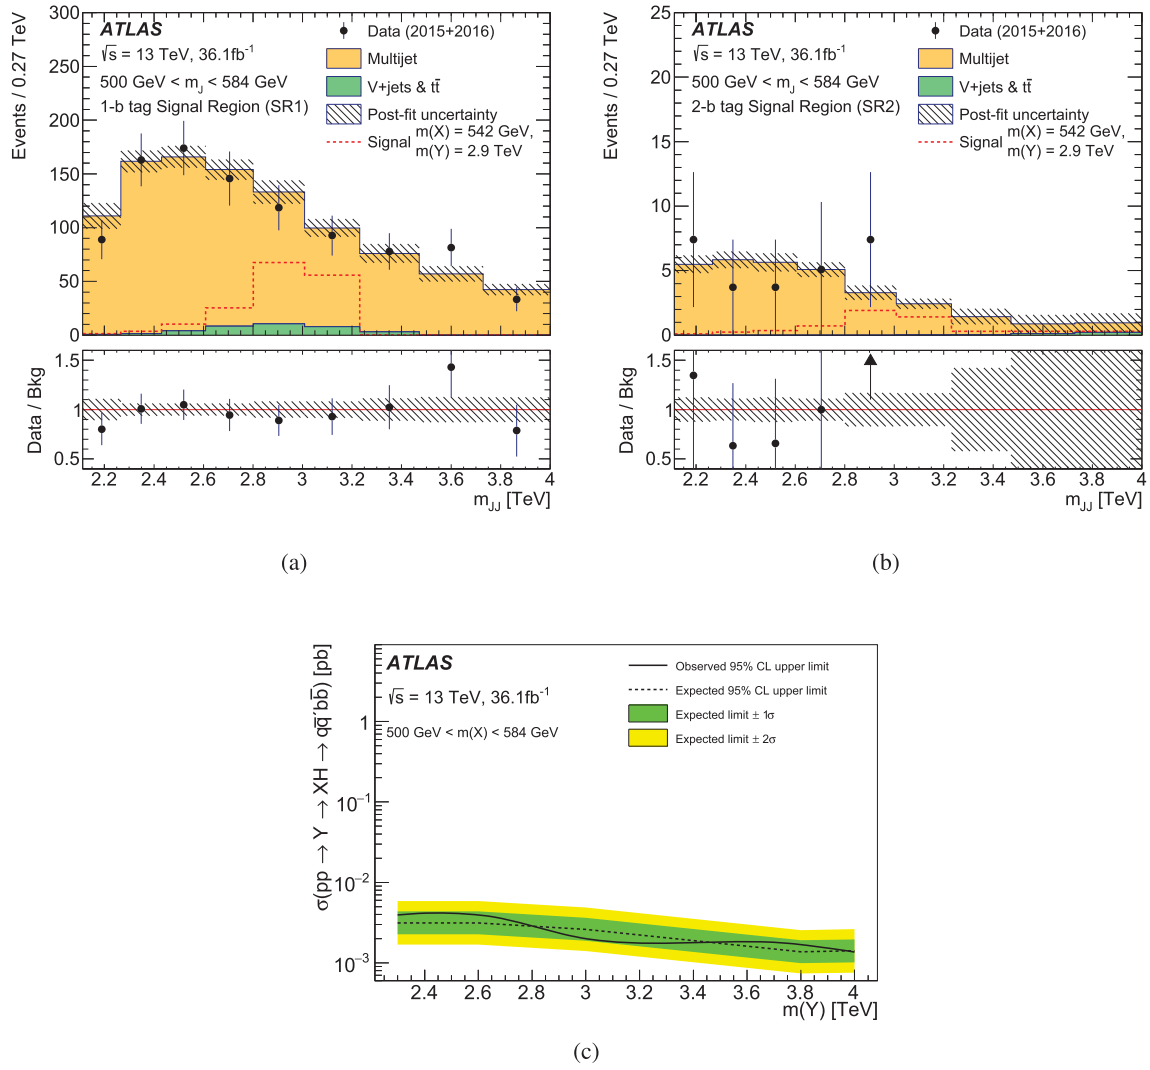 ATLAS
√s = 13 TeV, 36.1fb⁻¹
500 GeV < m_J < 584 GeV
1-b tag Signal Region (SR1)
Data (2015+2016)
Multijet
V+jets & tt̄
Post-fit uncertainty
Signal m(X) = 542 GeV,
m(Y) = 2.9 TeV
Events / 0.27 TeV
300
250
200
150
100
50
0
Data / Bkg
1.5
1
0.5
2.2 2.4 2.6 2.8 3 3.2 3.4 3.6 3.8 4
m_JJ [TeV]
(a)
ATLAS
√s = 13 TeV, 36.1fb⁻¹
500 GeV < m_J < 584 GeV
2-b tag Signal Region (SR2)
Data (2015+2016)
Multijet
V+jets & tt̄
Post-fit uncertainty
Signal m(X) = 542 GeV,
m(Y) = 2.9 TeV
Events / 0.27 TeV
25
20
15
10
5
0
Data / Bkg
1.5
1
0.5
2.2 2.4 2.6 2.8 3 3.2 3.4 3.6 3.8 4
m_JJ [TeV]
(b)
ATLAS
√s = 13 TeV, 36.1fb⁻¹
500 GeV < m(X) < 584 GeV
Observed 95% CL upper limit
Expected 95% CL upper limit
Expected limit ± 1σ
Expected limit ± 2σ
σ(pp → Y → XH → qq̄′bb̄) [pb]
1
10⁻¹
10⁻²
10⁻³
2.4 2.6 2.8 3 3.2 3.4 3.6 3.8 4
m(Y) [TeV]
(c)